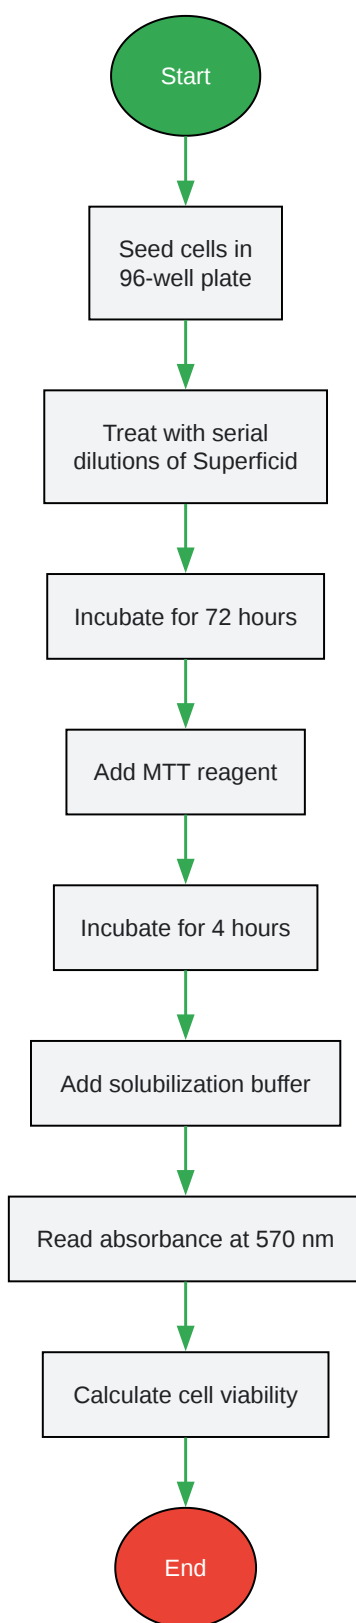 Start
Seed cells in
96-well plate
Treat with serial
dilutions of Superficid
Incubate for 72 hours
Add MTT reagent
Incubate for 4 hours
Add solubilization buffer
Read absorbance at 570 nm
Calculate cell viability
End